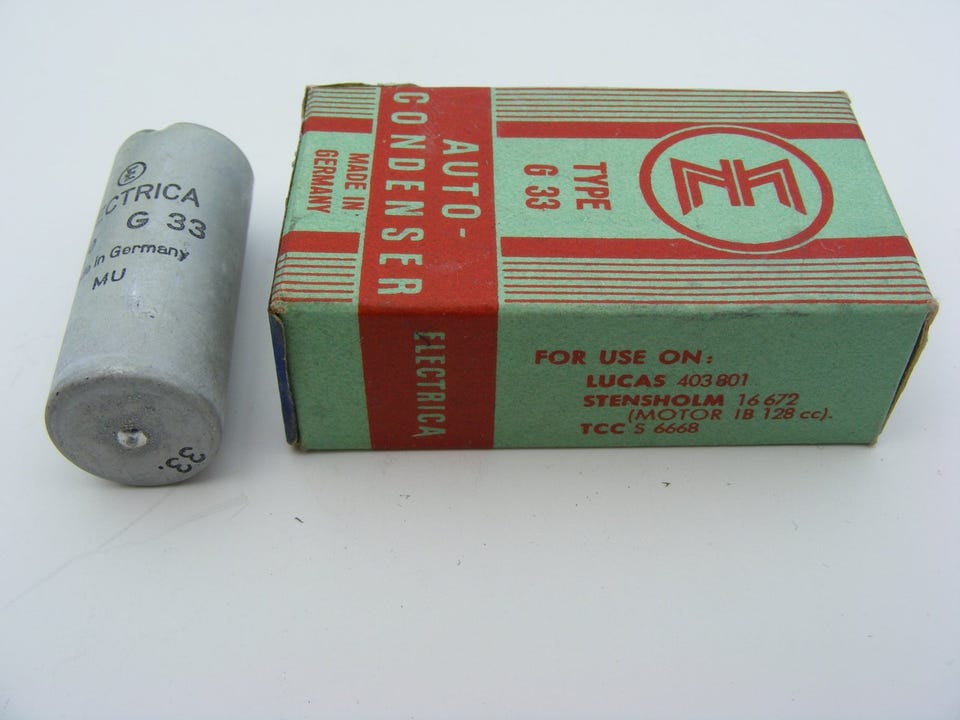 ECTRICA
G 33
in Germany
MU
33.
AUTO-
CONDENSER
MADE IN
GERMANY
TYPE
G 33
ELECTRICA
FOR USE ON:
LUCAS 403 801
STENSHOLM 16 672
(MOTOR IB 128 cc).
TCC S 6668